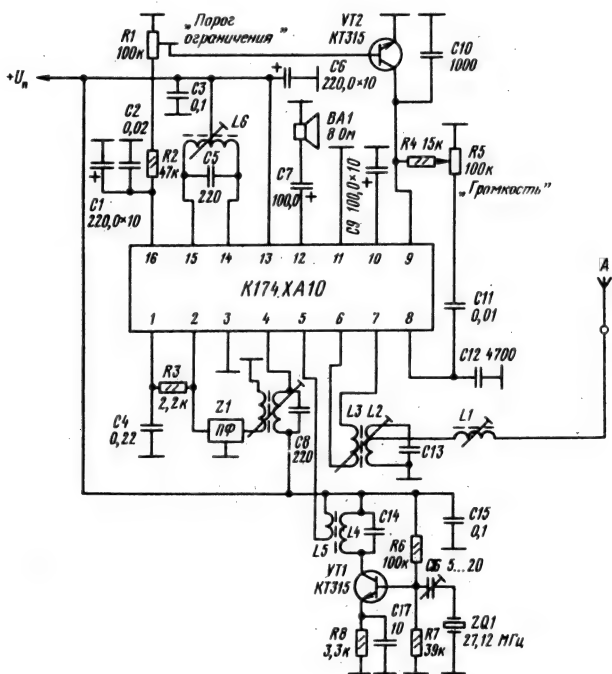 R1
100к
„Порог
ограничения"
VT2
КТ315
C10
1000
+Uп
C3
0,1
C6
220,0×10
C2
0,02
L6
BA1
8 Ом
R2
47к
C5
220
C7
100,0
C9 100,0×10
R4 15к
R5
100к
„Громкость"
C1
220,0×10
16
15
14
13
12
11
10
9
К174ХА10
1
2
3
4
5
6
7
8
A
C11
0,01
C12 4700
R3
2,2к
C4
0,22
Z1
ПФ
C8
220
L3
L2
L1
C13
L5
L4
C14
C15
0,1
R6
100к
5...20
VT1
КТ315
C17
10
R8
3,3к
R7
39к
ZQ1
27,12 МГц